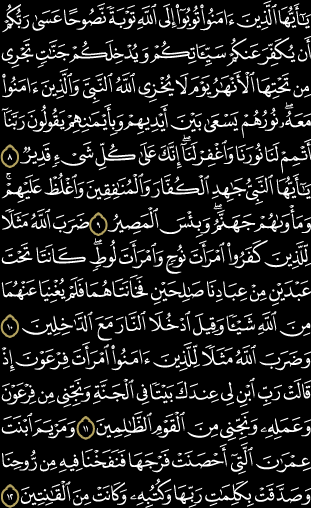 يَـٰٓأَيُّهَا ٱلَّذِينَ ءَامَنُوا۟ تُوبُوٓا۟ إِلَى ٱللَّهِ تَوْبَةً نَّصُوحًا عَسَىٰ رَبُّكُمْ
أَن يُكَفِّرَ عَنكُمْ سَيِّـَٔاتِكُمْ وَيُدْخِلَكُمْ جَنَّـٰتٍ تَجْرِى
مِن تَحْتِهَا ٱلْأَنْهَـٰرُ يَوْمَ لَا يُخْزِى ٱللَّهُ ٱلنَّبِىَّ وَٱلَّذِينَ ءَامَنُوا۟
مَعَهُۥ ۖ نُورُهُمْ يَسْعَىٰ بَيْنَ أَيْدِيهِمْ وَبِأَيْمَـٰنِهِمْ يَقُولُونَ رَبَّنَآ
أَتْمِمْ لَنَا نُورَنَا وَٱغْفِرْ لَنَآ ۖ إِنَّكَ عَلَىٰ كُلِّ شَىْءٍ قَدِيرٌ ٨
يَـٰٓأَيُّهَا ٱلنَّبِىُّ جَـٰهِدِ ٱلْكُفَّارَ وَٱلْمُنَـٰفِقِينَ وَٱغْلُظْ عَلَيْهِمْ ۚ
وَمَأْوَىٰهُمْ جَهَنَّمُ ۖ وَبِئْسَ ٱلْمَصِيرُ ٩ ضَرَبَ ٱللَّهُ مَثَلًا
لِّلَّذِينَ كَفَرُوا۟ ٱمْرَأَتَ نُوحٍ وَٱمْرَأَتَ لُوطٍ ۖ كَانَتَا تَحْتَ
عَبْدَيْنِ مِنْ عِبَادِنَا صَـٰلِحَيْنِ فَخَانَتَاهُمَا فَلَمْ يُغْنِيَا عَنْهُمَا
مِنَ ٱللَّهِ شَيْـًٔا وَقِيلَ ٱدْخُلَا ٱلنَّارَ مَعَ ٱلدَّٰخِلِينَ ١٠
وَضَرَبَ ٱللَّهُ مَثَلًا لِّلَّذِينَ ءَامَنُوا۟ ٱمْرَأَتَ فِرْعَوْنَ إِذْ
قَالَتْ رَبِّ ٱبْنِ لِى عِندَكَ بَيْتًا فِى ٱلْجَنَّةِ وَنَجِّنِى مِن فِرْعَوْنَ
وَعَمَلِهِۦ وَنَجِّنِى مِنَ ٱلْقَوْمِ ٱلظَّـٰلِمِينَ ١١ وَمَرْيَمَ ٱبْنَتَ
عِمْرَٰنَ ٱلَّتِىٓ أَحْصَنَتْ فَرْجَهَا فَنَفَخْنَا فِيهِ مِن رُّوحِنَا
وَصَدَّقَتْ بِكَلِمَـٰتِ رَبِّهَا وَكُتُبِهِۦ وَكَانَتْ مِنَ ٱلْقَـٰنِتِينَ ١٢